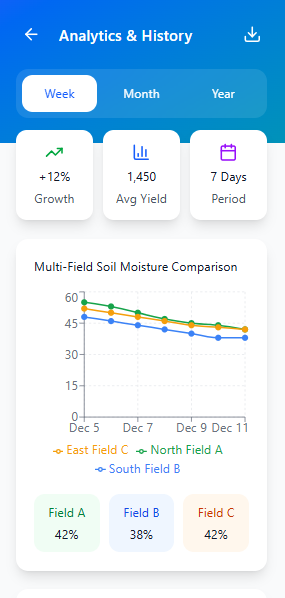 Analytics & History
Week Month Year
+12% 1,450 7 Days
Growth Avg Yield Period
Multi-Field Soil Moisture Comparison
60
45
30
15
0
Dec 5 Dec 7 Dec 9 Dec 11
East Field C North Field A
South Field B
Field A Field B Field C
42% 38% 42%